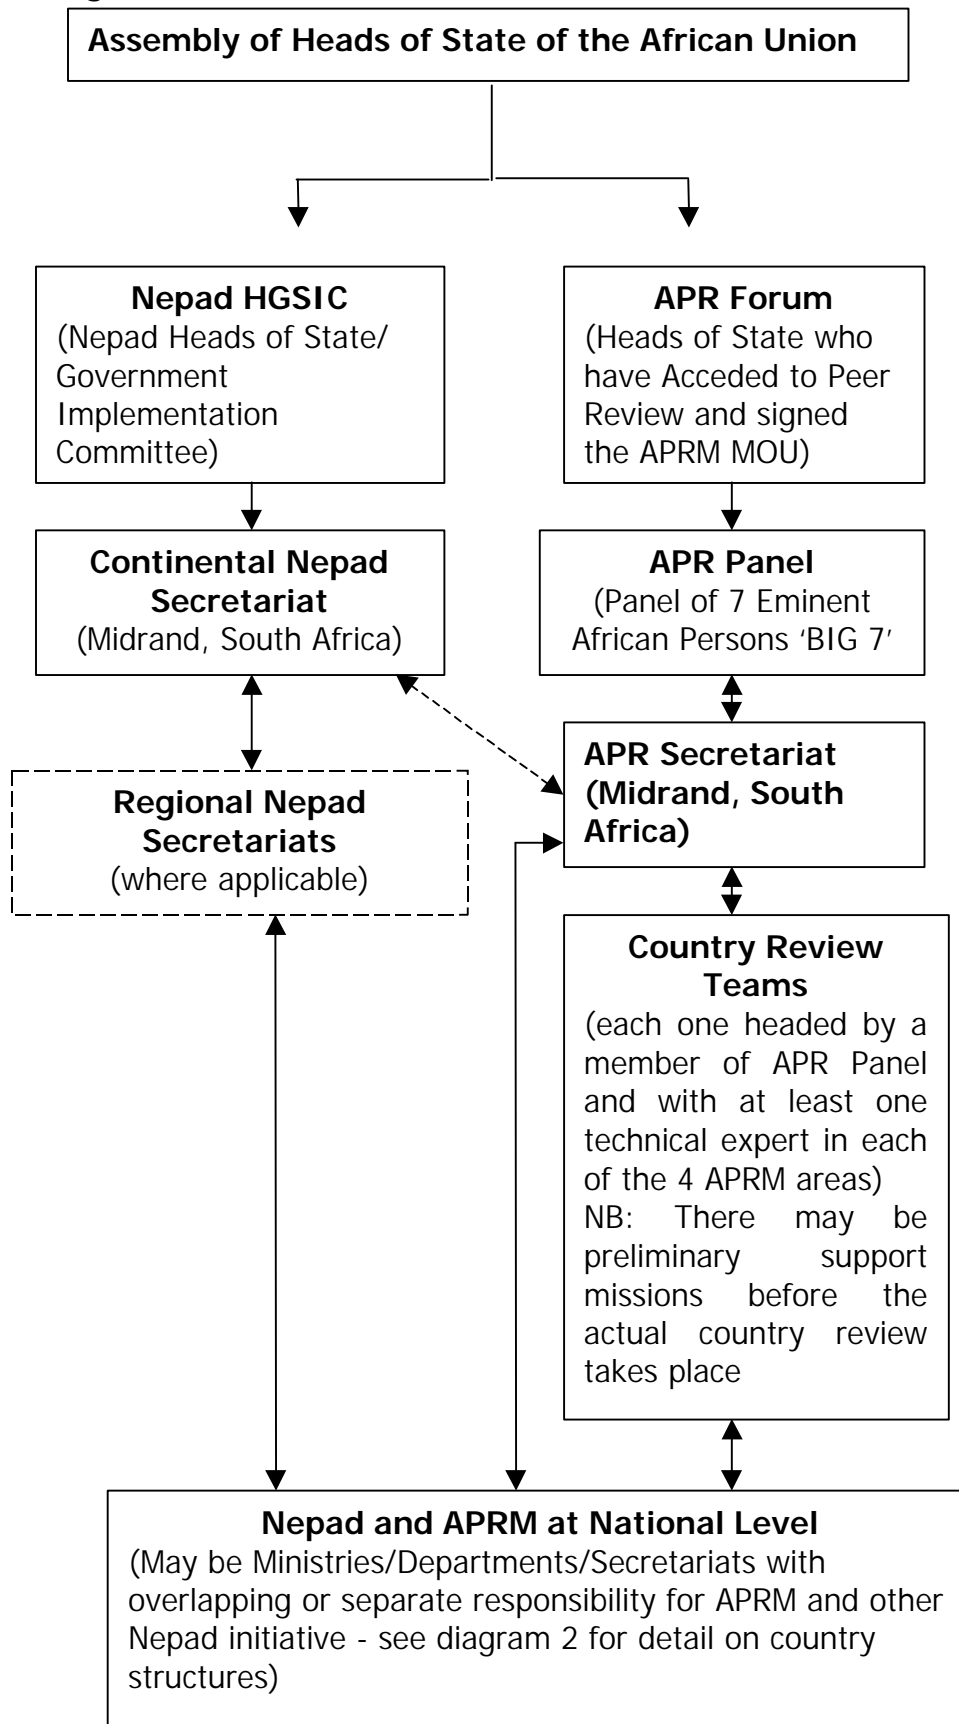 Assembly of Heads of State of the African Union
Nepad HGSIC
(Nepad Heads of State/
Government
Implementation
Committee)
APR Forum
(Heads of State who
have Acceded to Peer
Review and signed
the APRM MOU)
Continental Nepad
Secretariat
(Midrand, South Africa)
APR Panel
(Panel of 7 Eminent
African Persons ‘BIG 7’
APR Secretariat
(Midrand, South
Africa)
Regional Nepad
Secretariats
(where applicable)
Country Review
Teams
(each one headed by a
member of APR Panel
and with at least one
technical expert in each
of the 4 APRM areas)
NB: There may be
preliminary support
missions before the
actual country review
takes place
Nepad and APRM at National Level
(May be Ministries/Departments/Secretariats with
overlapping or separate responsibility for APRM and other
Nepad initiative - see diagram 2 for detail on country
structures)